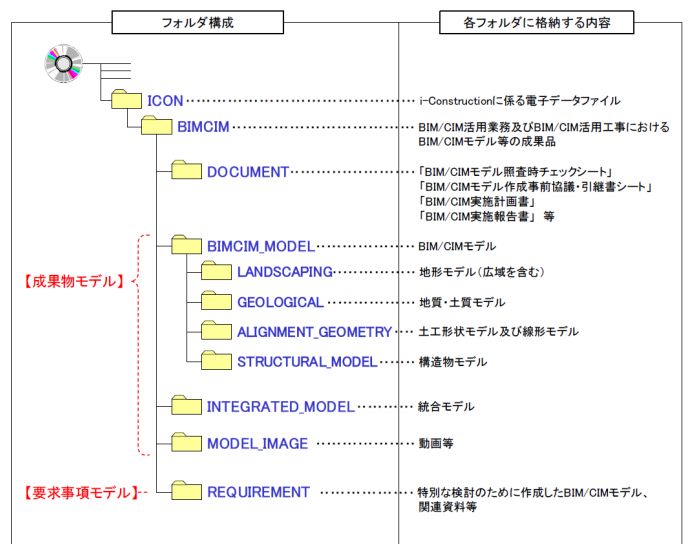 フォルダ構成
各フォルダに格納する内容
ICON ・・・・・・・・・・・・・・・・・・・・・・・・・・・・ i-Constructionに係る電子データファイル
BIMCIM ・・・・・・・・・・・・・・・・・・・・・・ BIM/CIM活用業務及びBIM/CIM活用工事における
BIM/CIMモデル等の成果品
DOCUMENT ・・・・・・・・・・・・・・・ 「BIM/CIMモデル照査時チェックシート」
「BIM/CIMモデル作成事前協議・引継書シート」
「BIM/CIM実施計画書」
「BIM/CIM実施報告書」 等
BIMCIM_MODEL ・・・・・・・・・・・・ BIM/CIMモデル
【成果物モデル】
LANDSCAPING ・・・・・・・・・・ 地形モデル（広域を含む）
GEOLOGICAL ・・・・・・・・・・・ 地質・土質モデル
ALIGNMENT_GEOMETRY ・・・ 土工形状モデル及び線形モデル
STRUCTURAL_MODEL ・・・・・ 構造物モデル
INTEGRATED_MODEL ・・・・・・・・ 統合モデル
MODEL_IMAGE ・・・・・・・・・・・・ 動画等
【要求事項モデル】
REQUIREMENT ・・・・・・・・・・・・ 特別な検討のために作成したBIM/CIMモデル、
関連資料等